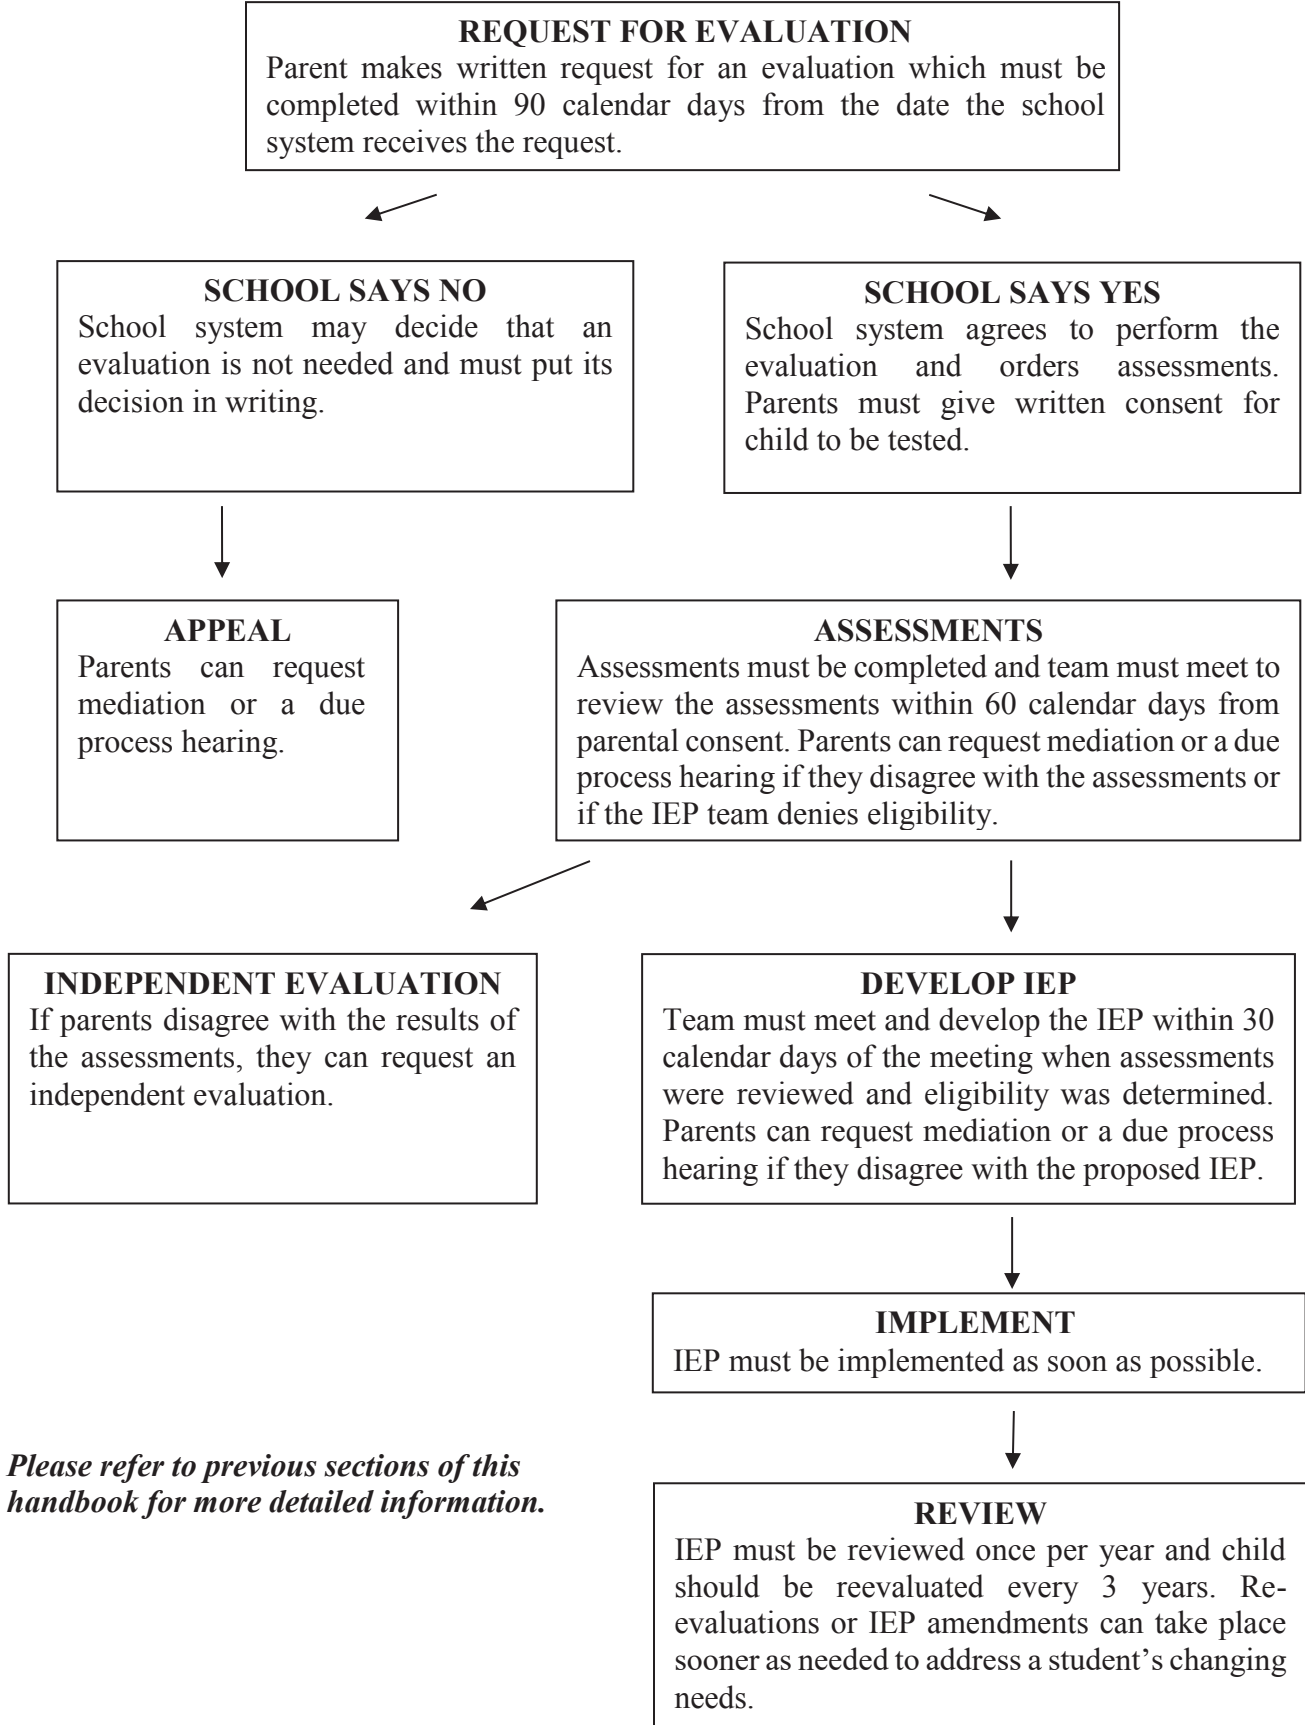 REQUEST FOR EVALUATION
Parent makes written request for an evaluation which must be
completed within 90 calendar days from the date the school
system receives the request.
SCHOOL SAYS NO
School system may decide that an
evaluation is not needed and must put its
decision in writing.
SCHOOL SAYS YES
School system agrees to perform the
evaluation and orders assessments.
Parents must give written consent for
child to be tested.
APPEAL
Parents can request
mediation or a due
process hearing.
ASSESSMENTS
Assessments must be completed and team must meet to
review the assessments within 60 calendar days from
parental consent. Parents can request mediation or a due
process hearing if they disagree with the assessments or
if the IEP team denies eligibility.
INDEPENDENT EVALUATION
If parents disagree with the results of
the assessments, they can request an
independent evaluation.
DEVELOP IEP
Team must meet and develop the IEP within 30
calendar days of the meeting when assessments
were reviewed and eligibility was determined.
Parents can request mediation or a due process
hearing if they disagree with the proposed IEP.
IMPLEMENT
IEP must be implemented as soon as possible.
Please refer to previous sections of this
handbook for more detailed information.
REVIEW
IEP must be reviewed once per year and child
should be reevaluated every 3 years. Re-
evaluations or IEP amendments can take place
sooner as needed to address a student’s changing
needs.